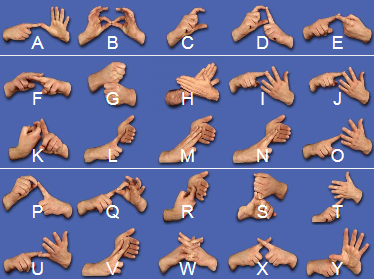 A B C D E
F G H I J
K L M N O
P Q R S T
U V W X Y